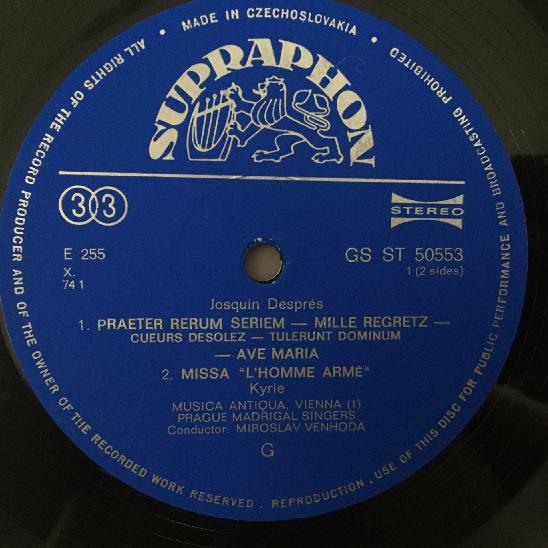 ALL RIGHTS OF THE RECORD PRODUCER AND OF THE OWNER OF THE RECORDED WORK RESERVED . REPRODUCTION, USE OF THIS DISC FOR PUBLIC PERFORMANCE AND BROADCASTING PROHIBITED
• MADE IN CZECHOSLOVAKIA •
SUPRAPHON
33
STEREO
E 255
GS ST 50553
X.
1 (2 sides)
74 1
Josquin Després
1. PRAETER RERUM SERIEM — MILLE REGRETZ —
CUEURS DESOLEZ — TULERUNT DOMINUM
— AVE MARIA
2. MISSA "L'HOMME ARMÉ"
Kyrie
MUSICA ANTIQUA, VIENNA (1)
PRAGUE MADRIGAL SINGERS
Conductor: MIROSLAV VENHODA
G